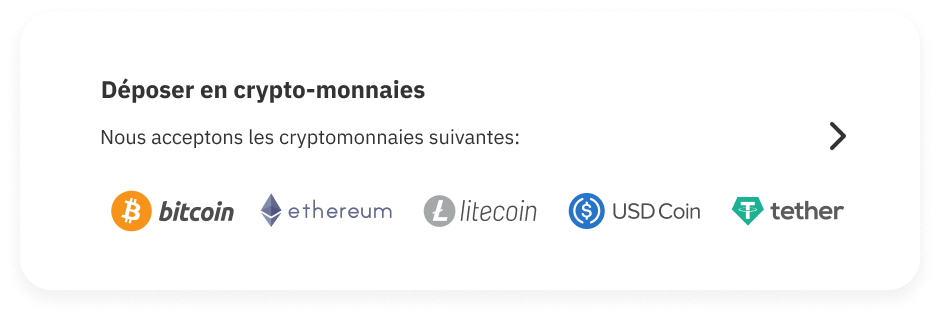 Déposer en crypto-monnaies
Nous acceptons les cryptomonnaies suivantes:
bitcoin ethereum litecoin USD Coin tether